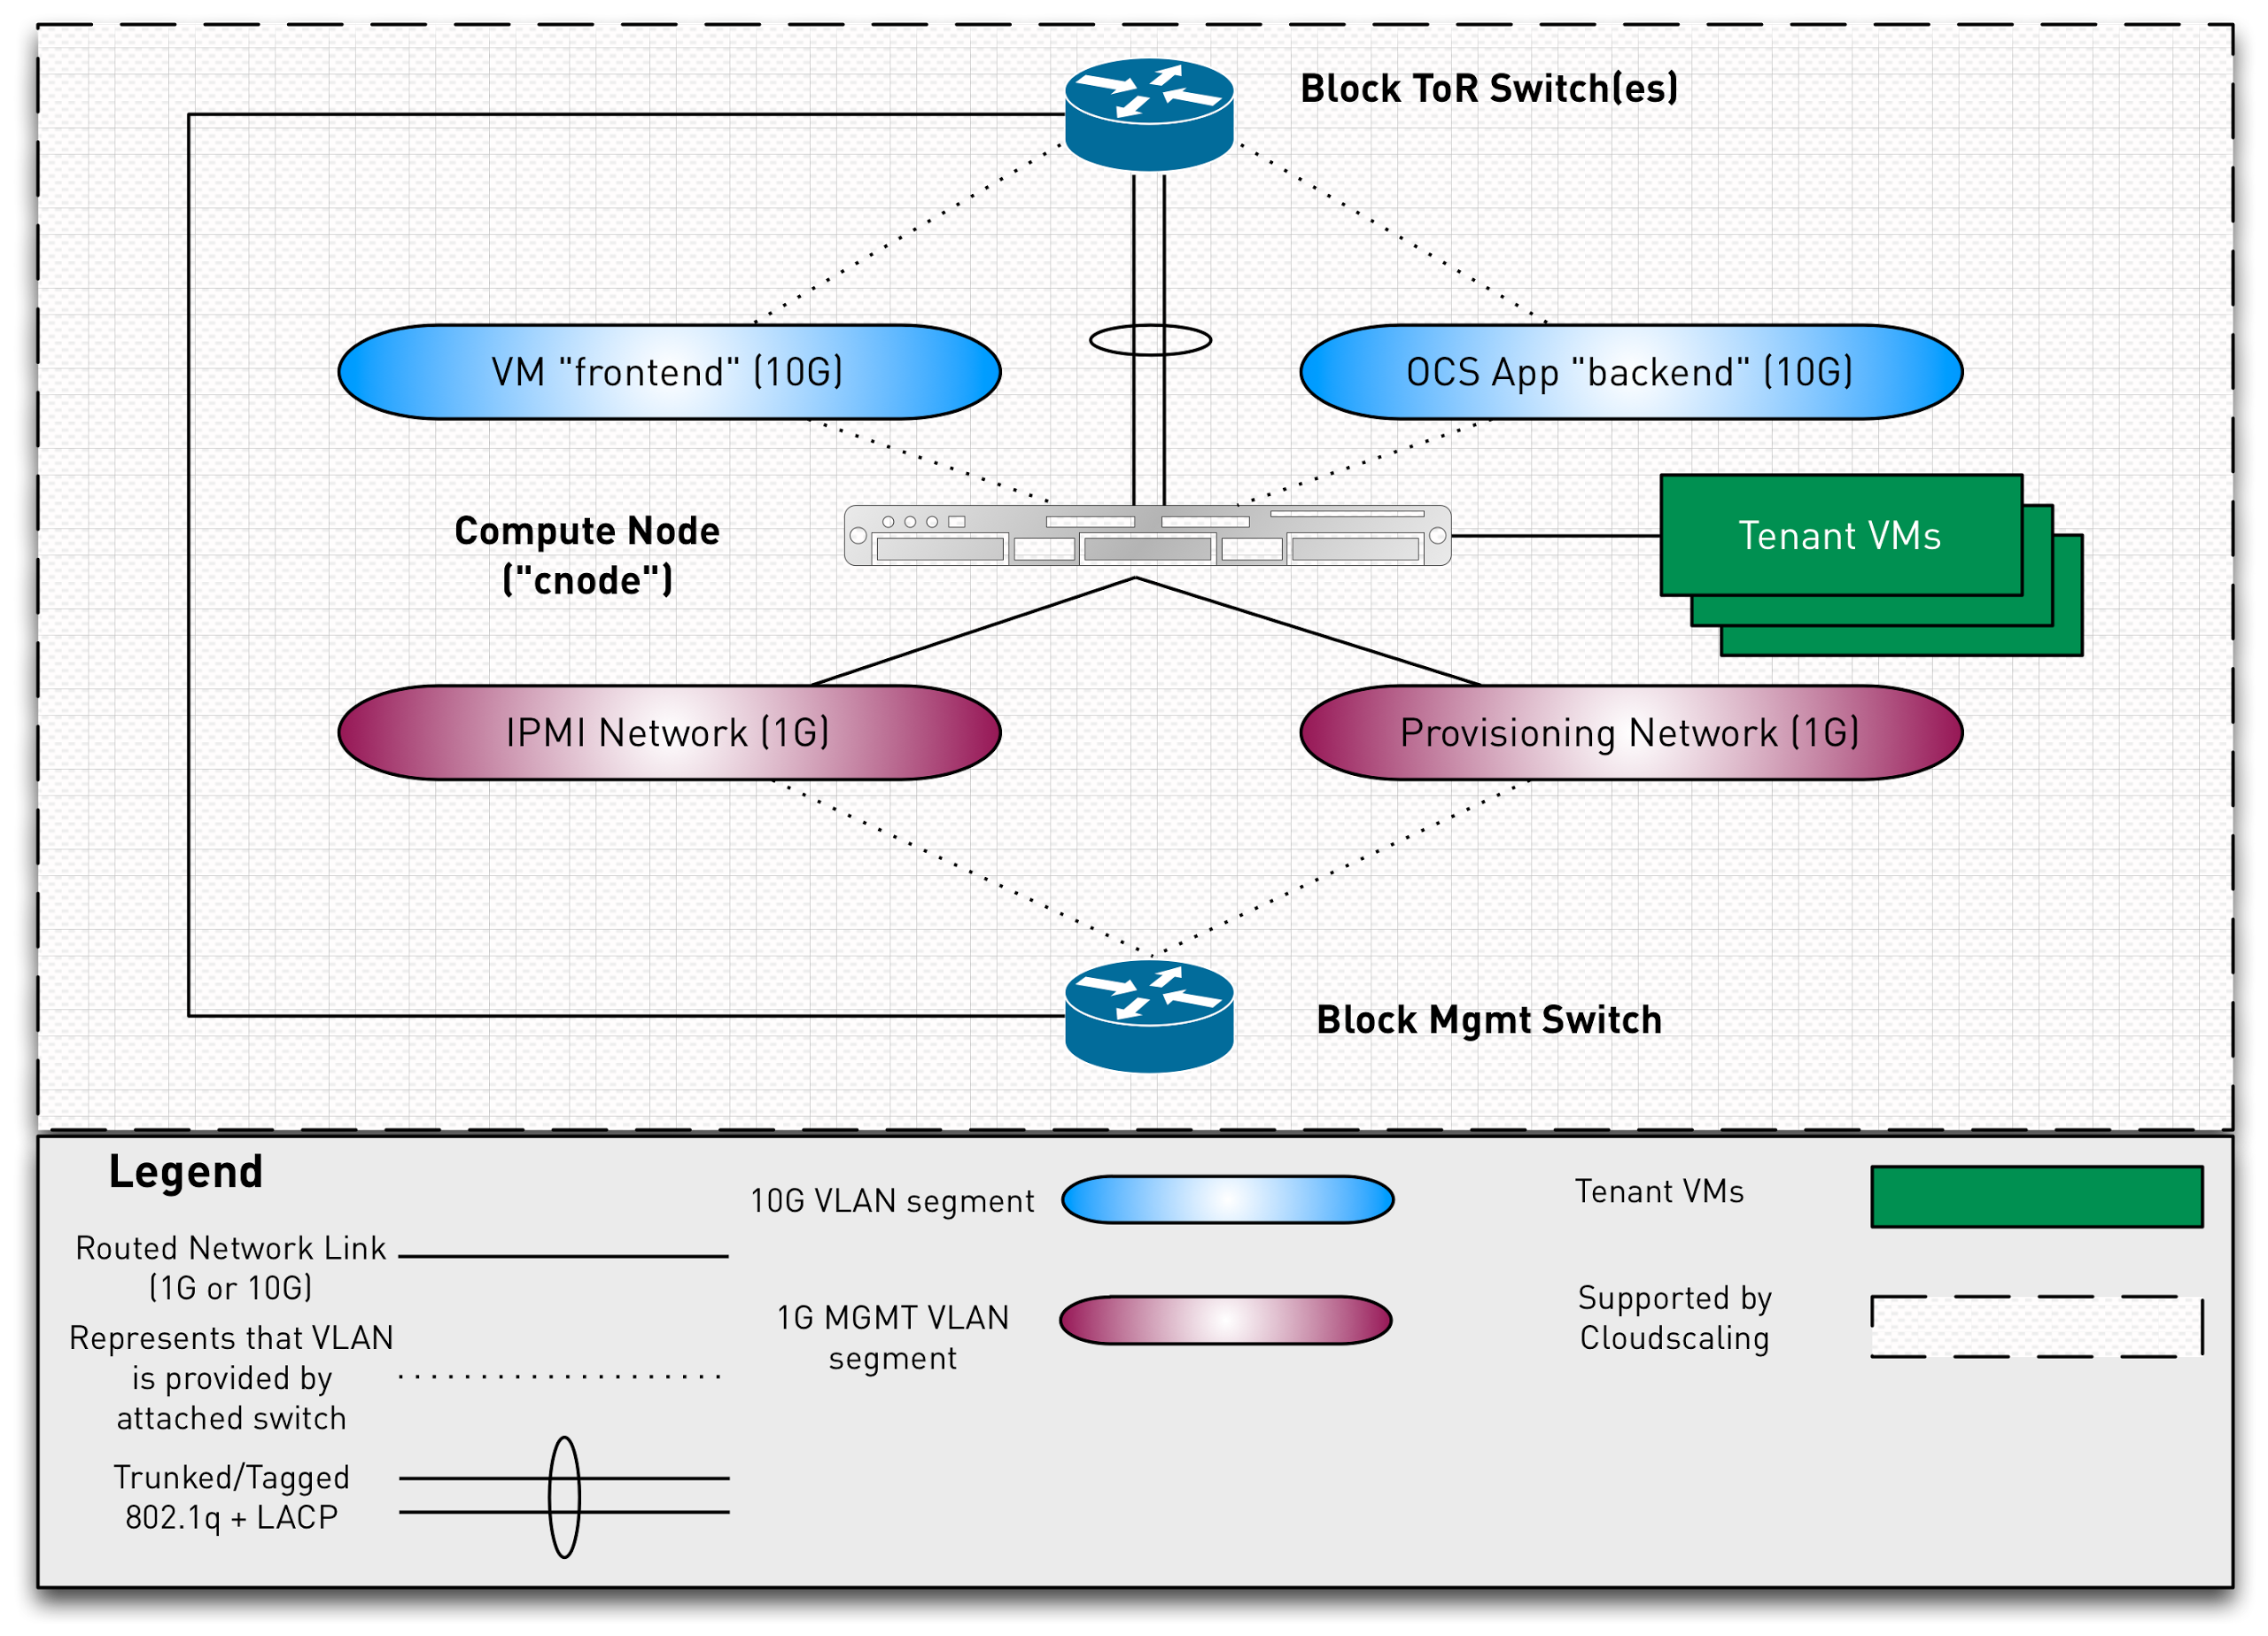 Block ToR Switch(es)
VM "frontend" (10G)
OCS App "backend" (10G)
Compute Node
("cnode")
Tenant VMs
IPMI Network (1G)
Provisioning Network (1G)
Block Mgmt Switch
Legend
Routed Network Link
(1G or 10G)
Represents that VLAN
is provided by
attached switch
Trunked/Tagged
802.1q + LACP
10G VLAN segment
1G MGMT VLAN
segment
Tenant VMs
Supported by
Cloudscaling